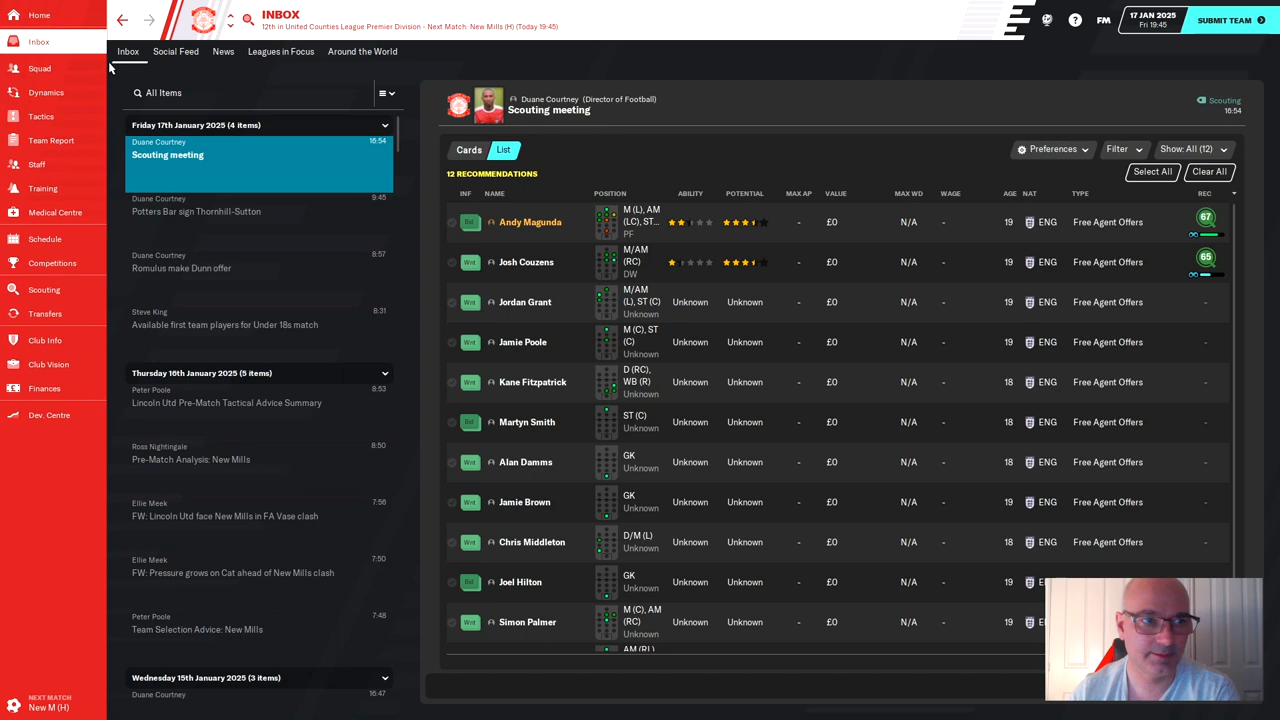 Home
Inbox
Squad
Dynamics
Tactics
Team Report
Staff
Training
Medical Centre
Schedule
Competitions
Scouting
Transfers
Club Info
Club Vision
Finances
Dev. Centre
NEXT MATCH
New M (H)
INBOX
12th in United Counties League Premier Division - Next Match: New Mills (H) (Today 19:45)
FM
17 JAN 2025
Fri 19:45
SUBMIT TEAM
Inbox Social Feed News Leagues in Focus Around the World
All Items
Friday 17th January 2025 (4 items)
Duane Courtney 16:54
Scouting meeting
Duane Courtney 9:45
Potters Bar sign Thornhill-Sutton
Duane Courtney 8:57
Romulus make Dunn offer
Steve King 8:31
Available first team players for Under 18s match
Thursday 16th January 2025 (5 items)
Peter Poole 8:53
Lincoln Utd Pre-Match Tactical Advice Summary
Ross Nightingale 8:50
Pre-Match Analysis: New Mills
Ellie Meek 7:56
FW: Lincoln Utd face New Mills in FA Vase clash
Ellie Meek 7:50
FW: Pressure grows on Cat ahead of New Mills clash
Peter Poole 7:48
Team Selection Advice: New Mills
Wednesday 15th January 2025 (3 items)
Duane Courtney 16:47
Duane Courtney (Director of Football)
Scouting meeting
Scouting
16:54
Cards List
Preferences Filter Show: All (12)
12 RECOMMENDATIONS
Select All Clear All
INF NAME POSITION ABILITY POTENTIAL MAX AP VALUE MAX WD WAGE AGE NAT TYPE REC
Bid Andy Magunda M (L), AM (LC), ST... PF - £0 N/A - 19 ENG Free Agent Offers 67
Wnt Josh Couzens M/AM (RC) DW - £0 N/A - 19 ENG Free Agent Offers 65
Wnt Jordan Grant M/AM (L), ST (C) Unknown Unknown Unknown - £0 N/A - 19 ENG Free Agent Offers -
Wnt Jamie Poole M (C), ST (C) Unknown Unknown Unknown - £0 N/A - 19 ENG Free Agent Offers -
Wnt Kane Fitzpatrick D (RC), WB (R) Unknown Unknown Unknown - £0 N/A - 18 ENG Free Agent Offers -
Bid Martyn Smith ST (C) Unknown Unknown Unknown - £0 N/A - 18 ENG Free Agent Offers -
Wnt Alan Damms GK Unknown Unknown Unknown - £0 N/A - 18 ENG Free Agent Offers -
Wnt Jamie Brown GK Unknown Unknown Unknown - £0 N/A - 19 ENG Free Agent Offers -
Wnt Chris Middleton D/M (L) Unknown Unknown Unknown - £0 N/A - 18 ENG Free Agent Offers -
Bid Joel Hilton GK Unknown Unknown Unknown - £0 N/A - 19
Wnt Simon Palmer M (C), AM (RC) Unknown Unknown Unknown - £0 N/A -
AM (RL)